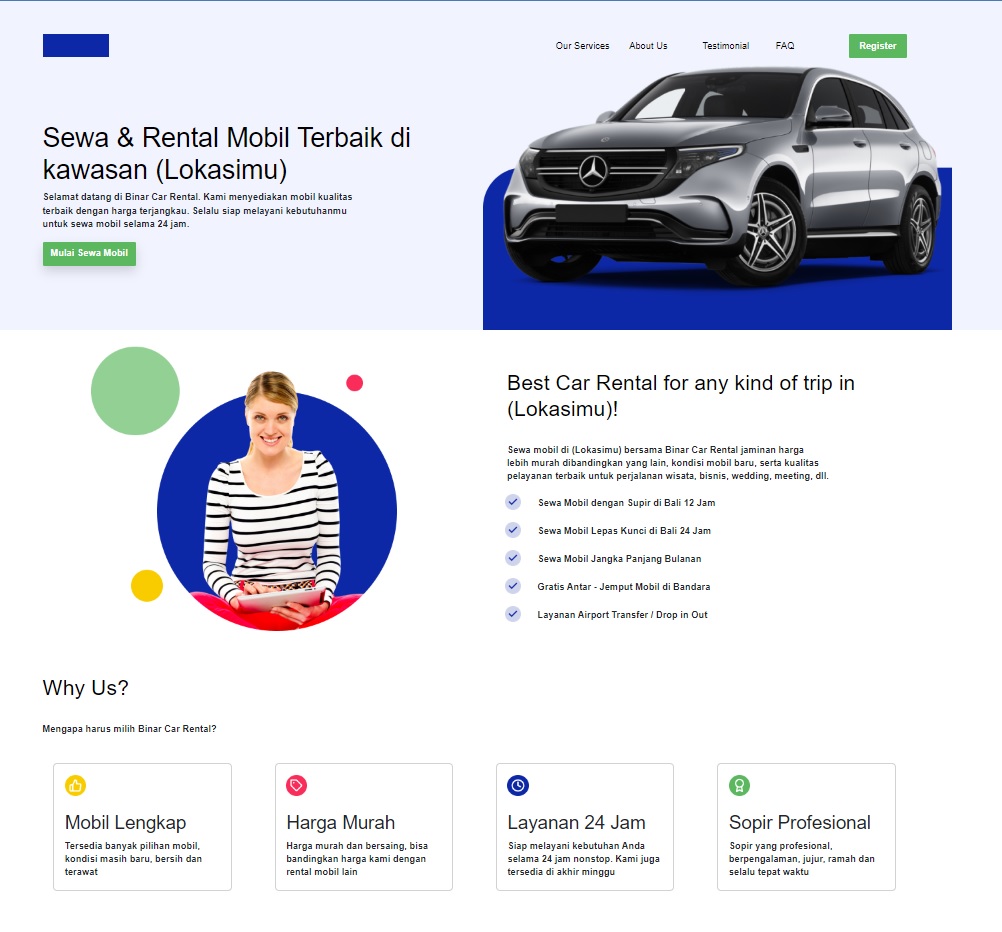 Our Services About Us Testimonial FAQ Register
Sewa & Rental Mobil Terbaik di
kawasan (Lokasimu)
Selamat datang di Binar Car Rental. Kami menyediakan mobil kualitas
terbaik dengan harga terjangkau. Selalu siap melayani kebutuhanmu
untuk sewa mobil selama 24 jam.
Mulai Sewa Mobil
Best Car Rental for any kind of trip in
(Lokasimu)!
Sewa mobil di (Lokasimu) bersama Binar Car Rental jaminan harga
lebih murah dibandingkan yang lain, kondisi mobil baru, serta kualitas
pelayanan terbaik untuk perjalanan wisata, bisnis, wedding, meeting, dll.
Sewa Mobil dengan Supir di Bali 12 Jam
Sewa Mobil Lepas Kunci di Bali 24 Jam
Sewa Mobil Jangka Panjang Bulanan
Gratis Antar - Jemput Mobil di Bandara
Layanan Airport Transfer / Drop in Out
Why Us?
Mengapa harus milih Binar Car Rental?
Mobil Lengkap
Tersedia banyak pilihan mobil,
kondisi masih baru, bersih dan
terawat
Harga Murah
Harga murah dan bersaing, bisa
bandingkan harga kami dengan
rental mobil lain
Layanan 24 Jam
Siap melayani kebutuhan Anda
selama 24 jam nonstop. Kami juga
tersedia di akhir minggu
Sopir Profesional
Sopir yang profesional,
berpengalaman, jujur, ramah dan
selalu tepat waktu